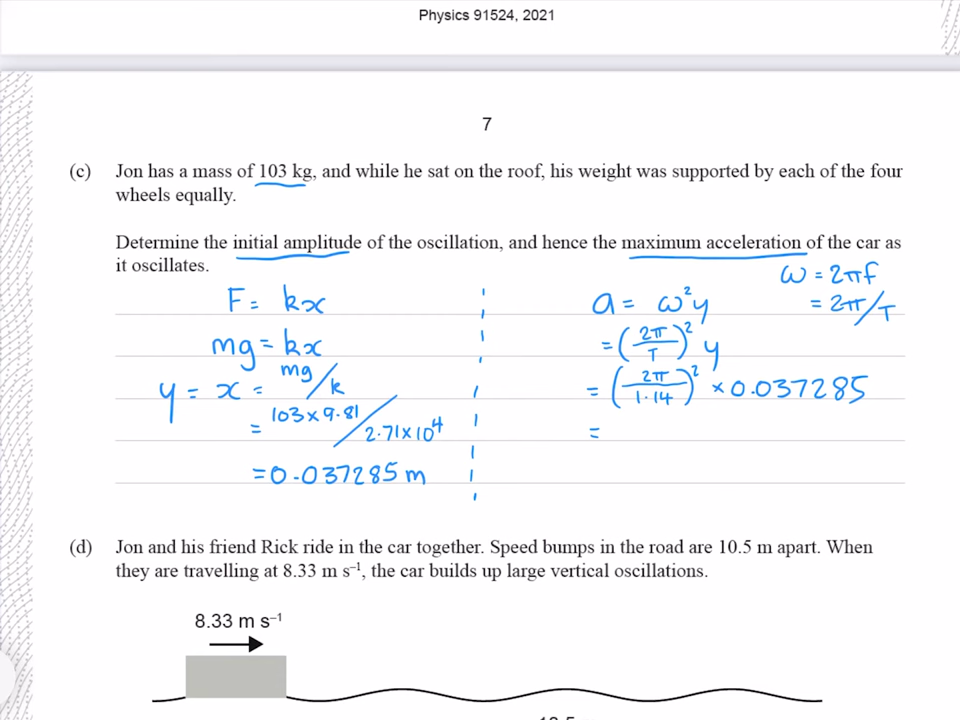 Physics 91524, 2021
7
(c) Jon has a mass of 103 kg, and while he sat on the roof, his weight was supported by each of the four
wheels equally.
Determine the initial amplitude of the oscillation, and hence the maximum acceleration of the car as
it oscillates.
F = kx
mg = kx
y = x = mg/k
= 103 × 9.81 / 2.71×10⁴
= 0.037285 m
ω = 2πf
= 2π/T
a = ω²y
= (2π/T)² y
= (2π/1.14)² × 0.037285
=
(d) Jon and his friend Rick ride in the car together. Speed bumps in the road are 10.5 m apart. When
they are travelling at 8.33 m s⁻¹, the car builds up large vertical oscillations.
8.33 m s⁻¹